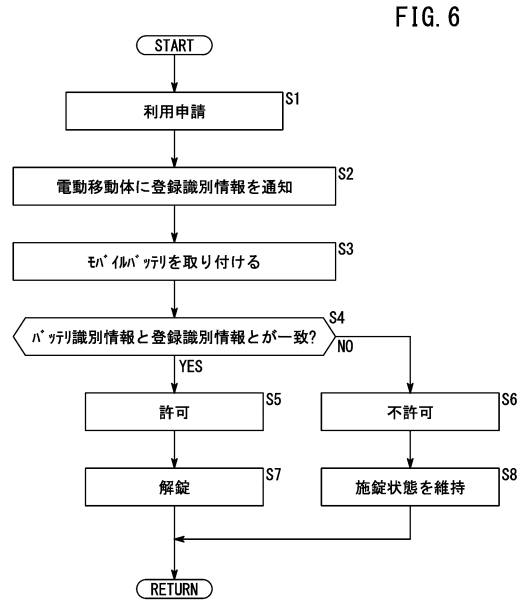 FIG. 6
START
S1
利用申請
S2
電動移動体に登録識別情報を通知
S3
ﾓﾊﾞｲﾙﾊﾞｯﾃﾘを取り付ける
S4
ﾊﾞｯﾃﾘ識別情報と登録識別情報とが一致?
NO
YES
S5
許可
S6
不許可
S7
解錠
S8
施錠状態を維持
RETURN